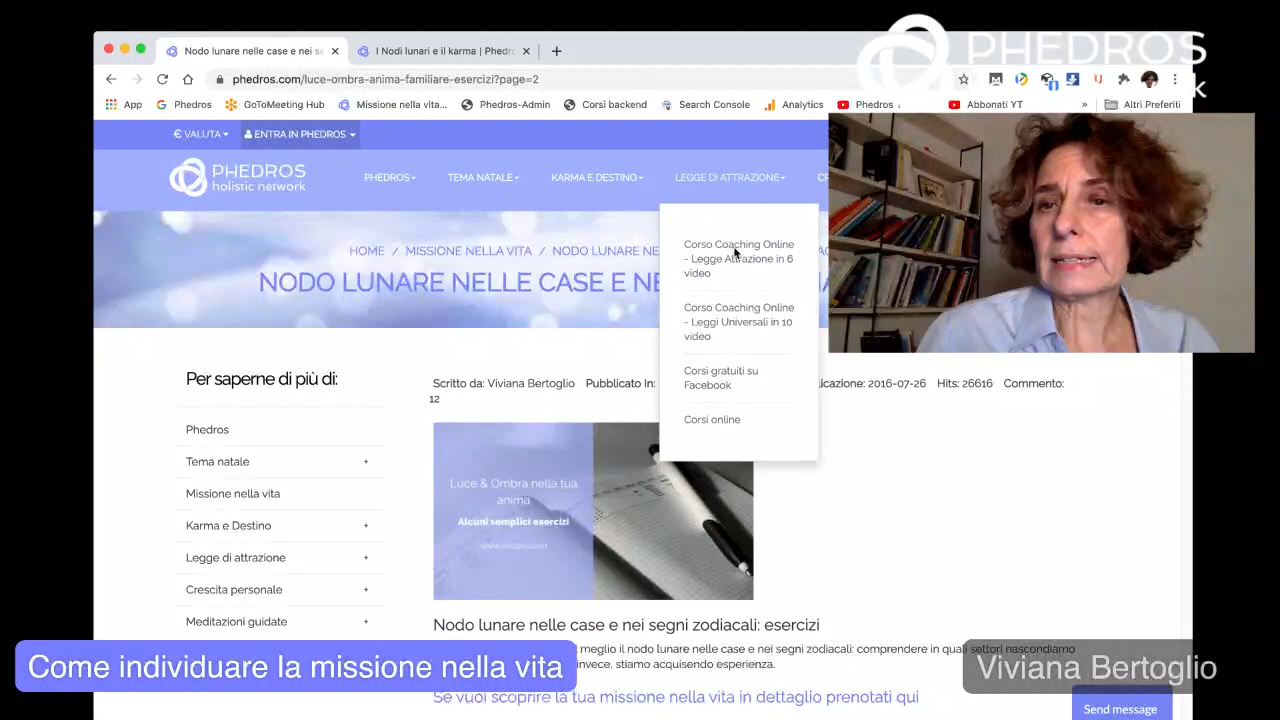 PHEDROS
k
Nodo lunare nelle case e nei se
I Nodi lunari e il karma | Phedr
phedros.com/luce-ombra-anima-familiare-esercizi?page=2
App
Phedros
GoToMeeting Hub
Missione nella vita...
Phedros-Admin
Corsi backend
Search Console
Analytics
Phedros
Abbonati YT
»
Altri Preferiti
€ VALUTA
ENTRA IN PHEDROS
PHEDROS
holistic network
PHEDROS
TEMA NATALE
KARMA E DESTINO
LEGGE DI ATTRAZIONE
Corso Coaching Online
- Legge Attrazione in 6
video
Corso Coaching Online
- Leggi Universali in 10
video
Corsi gratuiti su
Facebook
Corsi online
HOME / MISSIONE NELLA VITA / NODO LUNARE NE
NODO LUNARE NELLE CASE E NE
Per saperne di più di:
Phedros
Tema natale +
Missione nella vita
Karma e Destino +
Legge di attrazione +
Crescita personale +
Meditazioni guidate +
Scritto da: Viviana Bertoglio Pubblicato In: licazione: 2016-07-26 Hits: 26616 Commento:
12
Luce & Ombra nella tua
anima
Alcuni semplici esercizi
www.phedros.com
Nodo lunare nelle case e nei segni zodiacali: esercizi
meglio il nodo lunare nelle case e nei segni zodiacali: comprendere in quali settori nasciamo
invece, stiamo acquisendo esperienza.
Se vuoi scoprire la tua missione nella vita in dettaglio prenotati qui
Send message
Come individuare la missione nella vita
Viviana Bertoglio